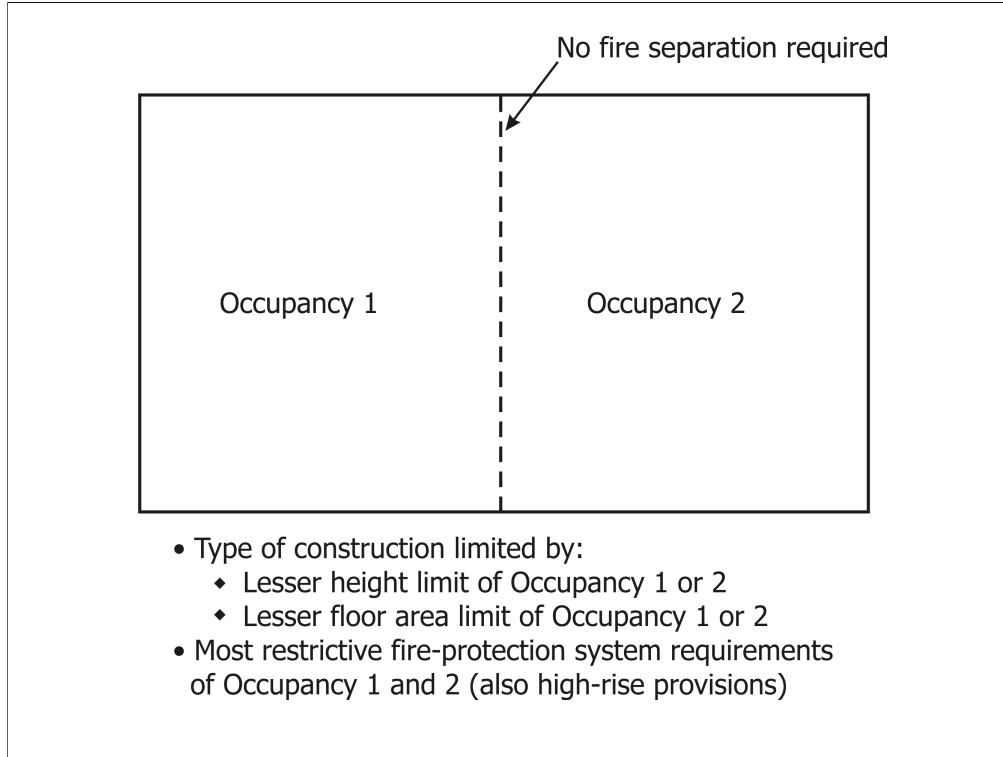 No fire separation required
Occupancy 1
Occupancy 2
• Type of construction limited by:
◆ Lesser height limit of Occupancy 1 or 2
◆ Lesser floor area limit of Occupancy 1 or 2
• Most restrictive fire-protection system requirements
of Occupancy 1 and 2 (also high-rise provisions)